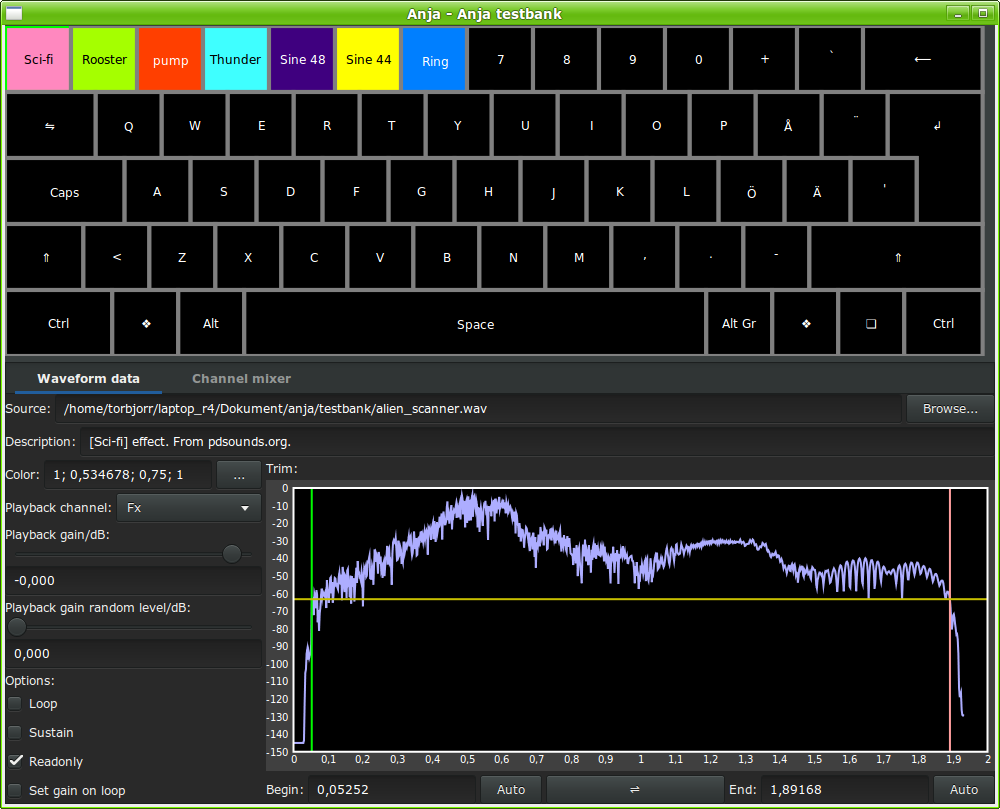 Anja – Anja testbank
Sci-fi Rooster pump Thunder Sine 48 Sine 44 Ring 7 8 9 0 + ` ⟵
⇋ Q W E R T Y U I O P Å ¨ ↲
Caps A S D F G H J K L Ö Ä '
⇑ < Z X C V B N M , . - ⇑
Ctrl ❖ Alt Space Alt Gr ❖ ❏ Ctrl
Waveform data Channel mixer
Source: /home/torbjorr/laptop_r4/Dokument/anja/testbank/alien_scanner.wav Browse...
Description: [Sci-fi] effect. From pdsounds.org.
Color: 1; 0,534678; 0,75; 1 ...
Playback channel: Fx
Playback gain/dB:
-0,000
Playback gain random level/dB:
0,000
Options:
Loop
Sustain
Readonly
Set gain on loop
Trim:
0
-10
-20
-30
-40
-50
-60
-70
-80
-90
-100
-110
-120
-130
-140
-150
0 0,1 0,2 0,3 0,4 0,5 0,6 0,7 0,8 0,9 1 1,1 1,2 1,3 1,4 1,5 1,6 1,7 1,8 1,9 2
Begin: 0,05252 Auto ⇌ End: 1,89168 Auto